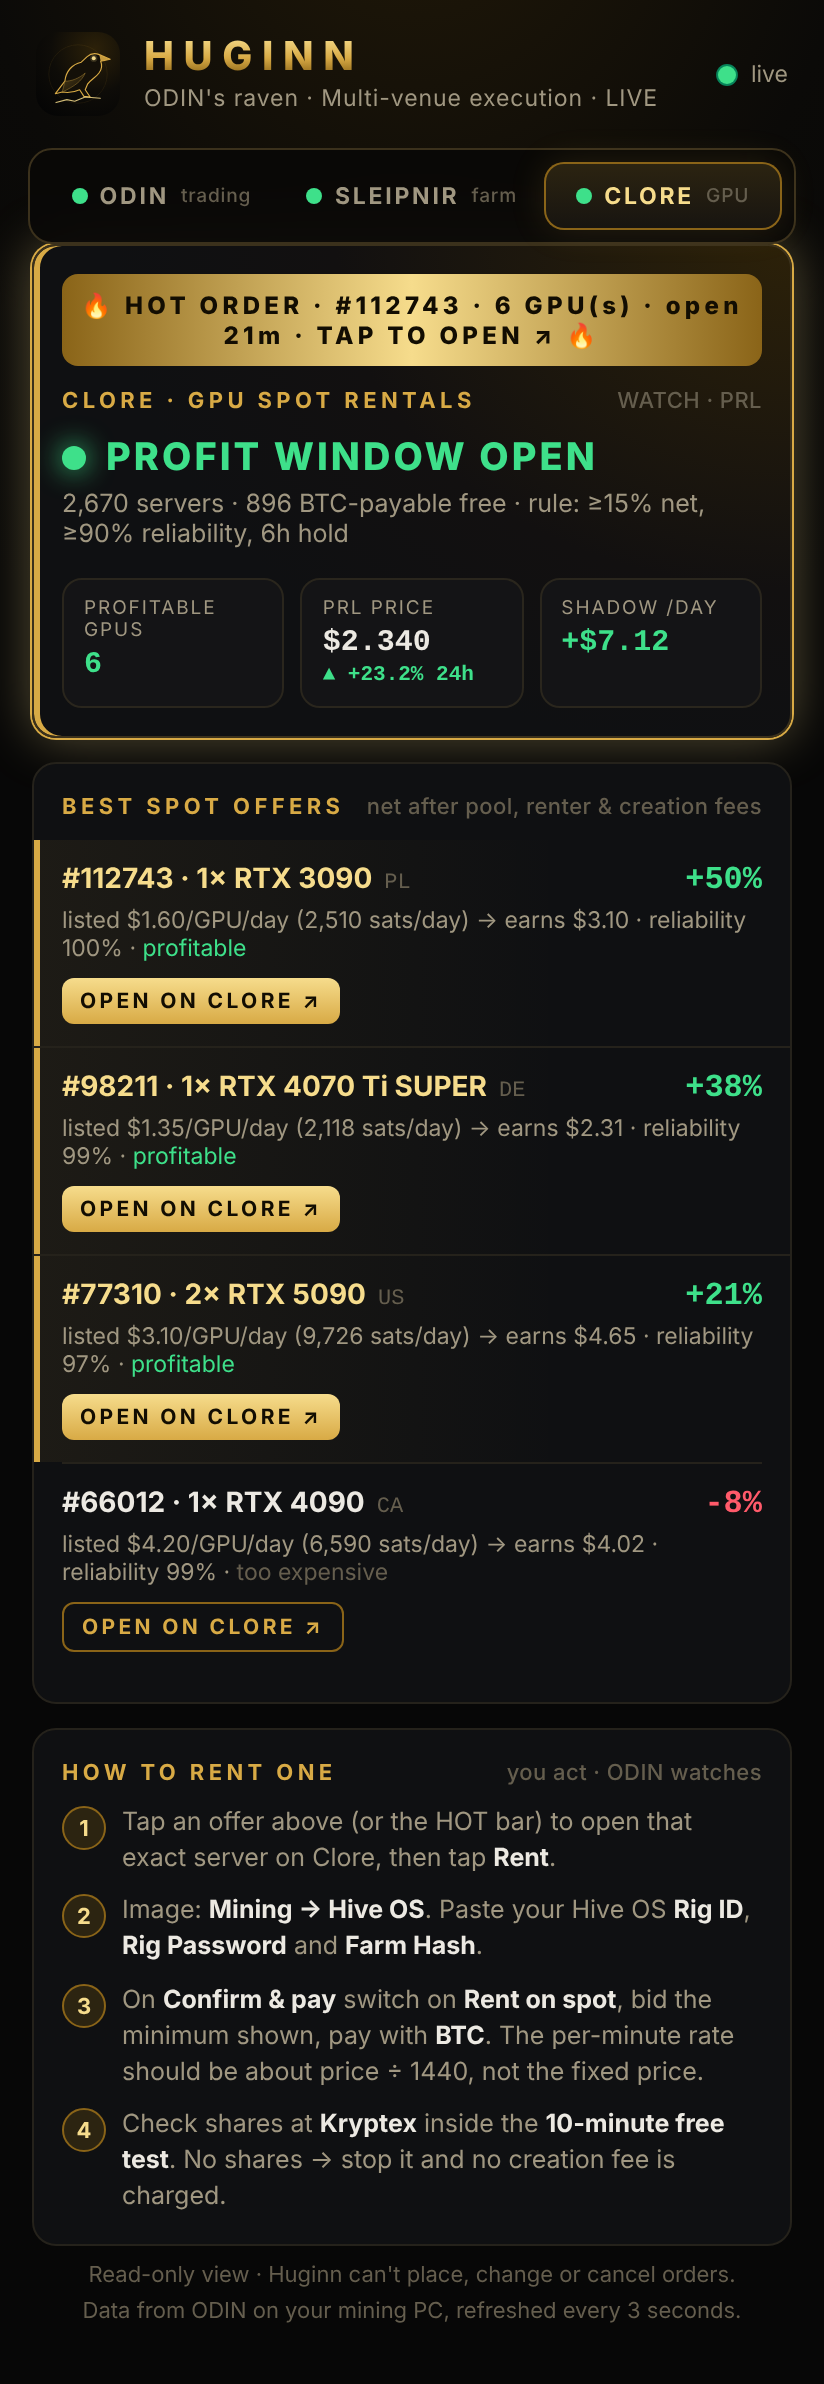 HUGINN
ODIN's raven · Multi-venue execution · LIVE
live
ODIN trading
SLEIPNIR farm
CLORE GPU
🔥 HOT ORDER · #112743 · 6 GPU(s) · open
21m · TAP TO OPEN ↗ 🔥
CLORE · GPU SPOT RENTALS
WATCH · PRL
PROFIT WINDOW OPEN
2,670 servers · 896 BTC-payable free · rule: ≥15% net,
≥90% reliability, 6h hold
PROFITABLE
GPUS
6
PRL PRICE
$2.340
▲ +23.2% 24h
SHADOW /DAY
+$7.12
BEST SPOT OFFERS
net after pool, renter & creation fees
#112743 · 1× RTX 3090 PL
+50%
listed $1.60/GPU/day (2,510 sats/day) → earns $3.10 · reliability
100% · profitable
OPEN ON CLORE ↗
#98211 · 1× RTX 4070 Ti SUPER DE
+38%
listed $1.35/GPU/day (2,118 sats/day) → earns $2.31 · reliability
99% · profitable
OPEN ON CLORE ↗
#77310 · 2× RTX 5090 US
+21%
listed $3.10/GPU/day (9,726 sats/day) → earns $4.65 · reliability
97% · profitable
OPEN ON CLORE ↗
#66012 · 1× RTX 4090 CA
-8%
listed $4.20/GPU/day (6,590 sats/day) → earns $4.02 ·
reliability 99% · too expensive
OPEN ON CLORE ↗
HOW TO RENT ONE
you act · ODIN watches
1
Tap an offer above (or the HOT bar) to open that
exact server on Clore, then tap Rent.
2
Image: Mining → Hive OS. Paste your Hive OS Rig ID,
Rig Password and Farm Hash.
3
On Confirm & pay switch on Rent on spot, bid the
minimum shown, pay with BTC. The per-minute rate
should be about price ÷ 1440, not the fixed price.
4
Check shares at Kryptex inside the 10-minute free
test. No shares → stop it and no creation fee is
charged.
Read-only view · Huginn can't place, change or cancel orders.
Data from ODIN on your mining PC, refreshed every 3 seconds.